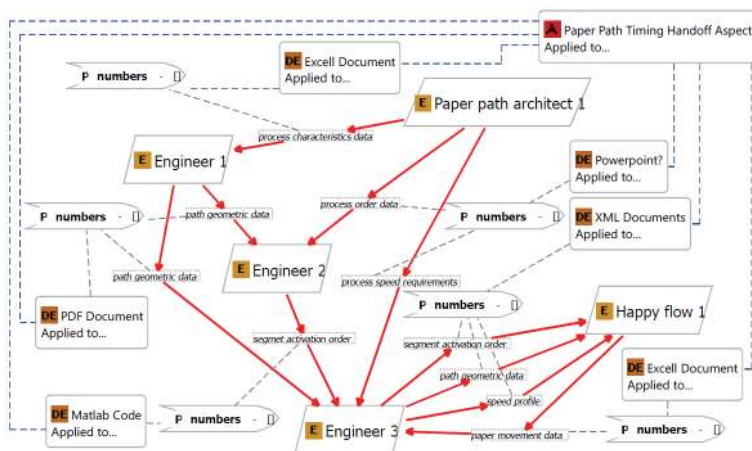 A Paper Path Timing Handoff Aspect
Applied to...
DE Excell Document
Applied to...
P numbers - []
E Paper path architect 1
process characteristics data
E Engineer 1
DE Powerpoint?
Applied to...
process order data
P numbers - []
path geometric data
P numbers - []
DE XML Documents
Applied to...
E Engineer 2
path geometric data
process speed requirements
P numbers - []
E Happy flow 1
DE PDF Document
Applied to...
segmet activation order
segment activation order
DE Excell Document
Applied to...
path geometric data
speed profile
DE Matlab Code
Applied to...
P numbers - []
E Engineer 3
paper movement data
P numbers - []